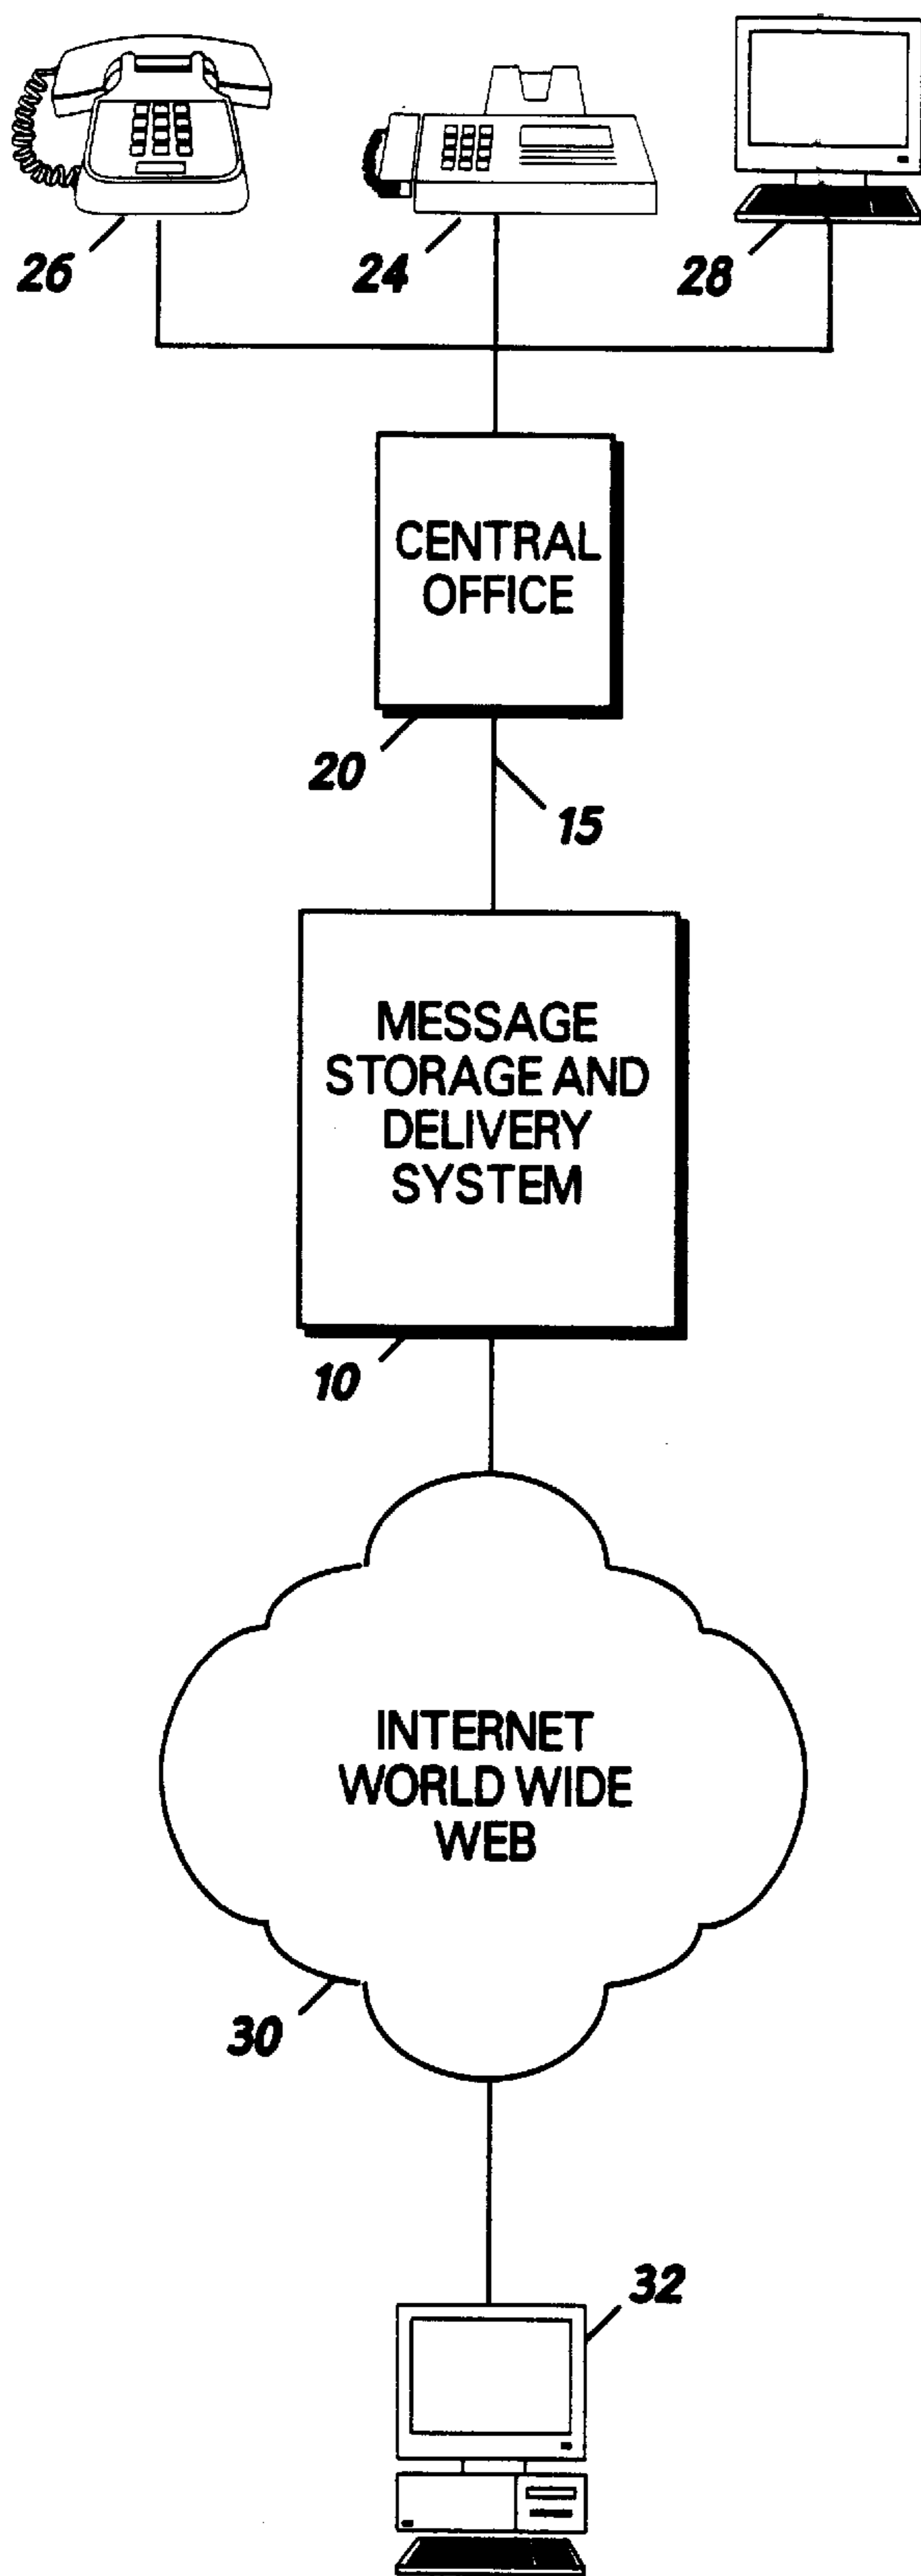 26
24
28
CENTRAL
OFFICE
20
15
MESSAGE
STORAGE AND
DELIVERY
SYSTEM
10
INTERNET
WORLD WIDE
WEB
30
32